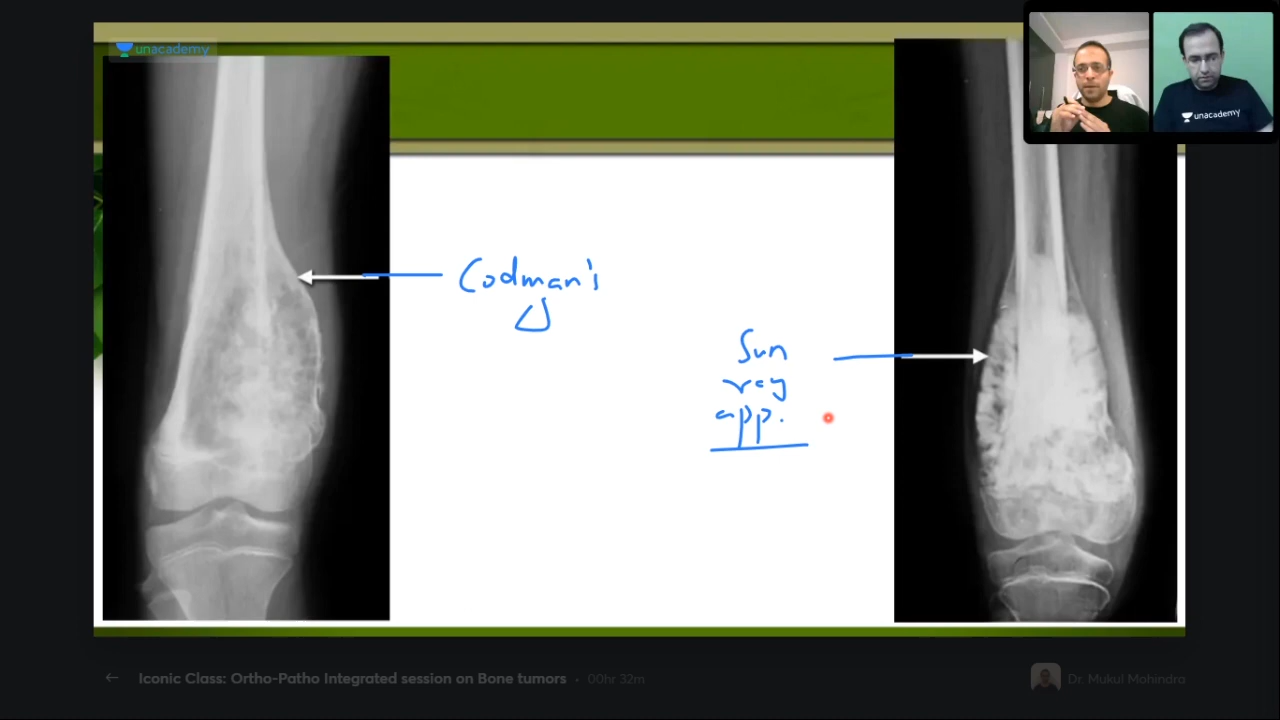 unacademy
unacademy
Codman's
Sun
ray
app.
Iconic Class: Ortho-Patho Integrated session on Bone tumors • 00hr 32m
Dr. Mukul Mohindra